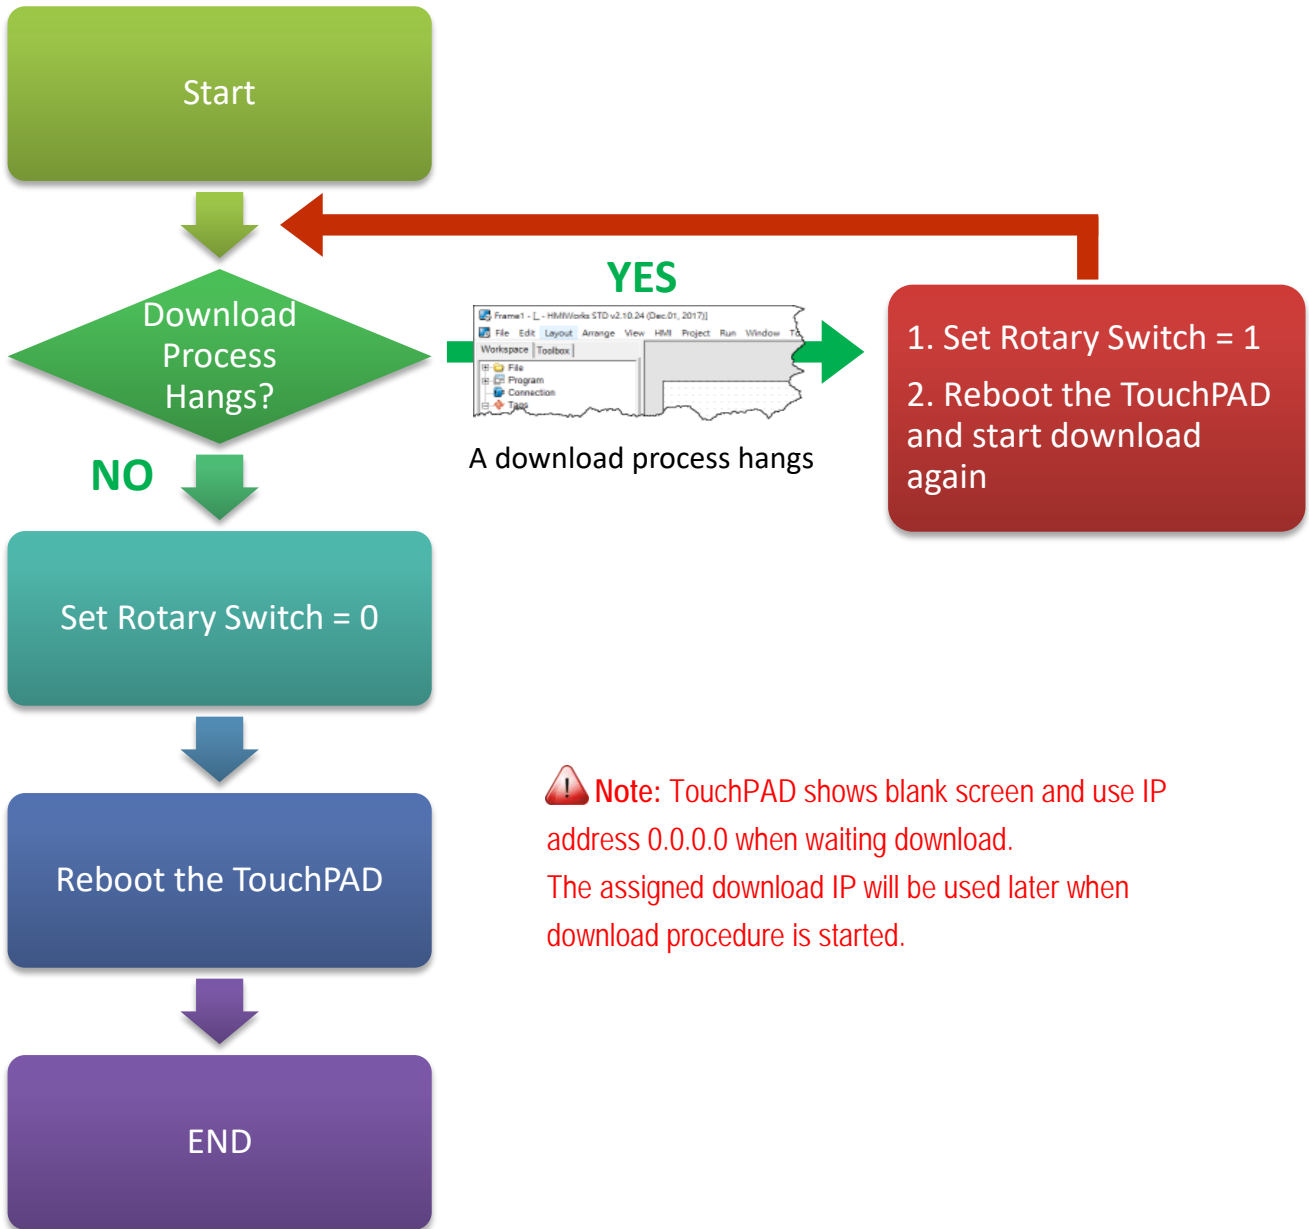 Start
YES
Download
Process
Hangs?
Frame1 - [_ - HMIWorks STD v2.10.24 (Dec.01, 2017)]
File Edit Layout Arrange View HMI Project Run Window
Workspace Toolbox
File
Program
Connection
Tags
A download process hangs
1. Set Rotary Switch = 1
2. Reboot the TouchPAD
and start download
again
NO
Set Rotary Switch = 0
Reboot the TouchPAD
Note: TouchPAD shows blank screen and use IP
address 0.0.0.0 when waiting download.
The assigned download IP will be used later when
download procedure is started.
END